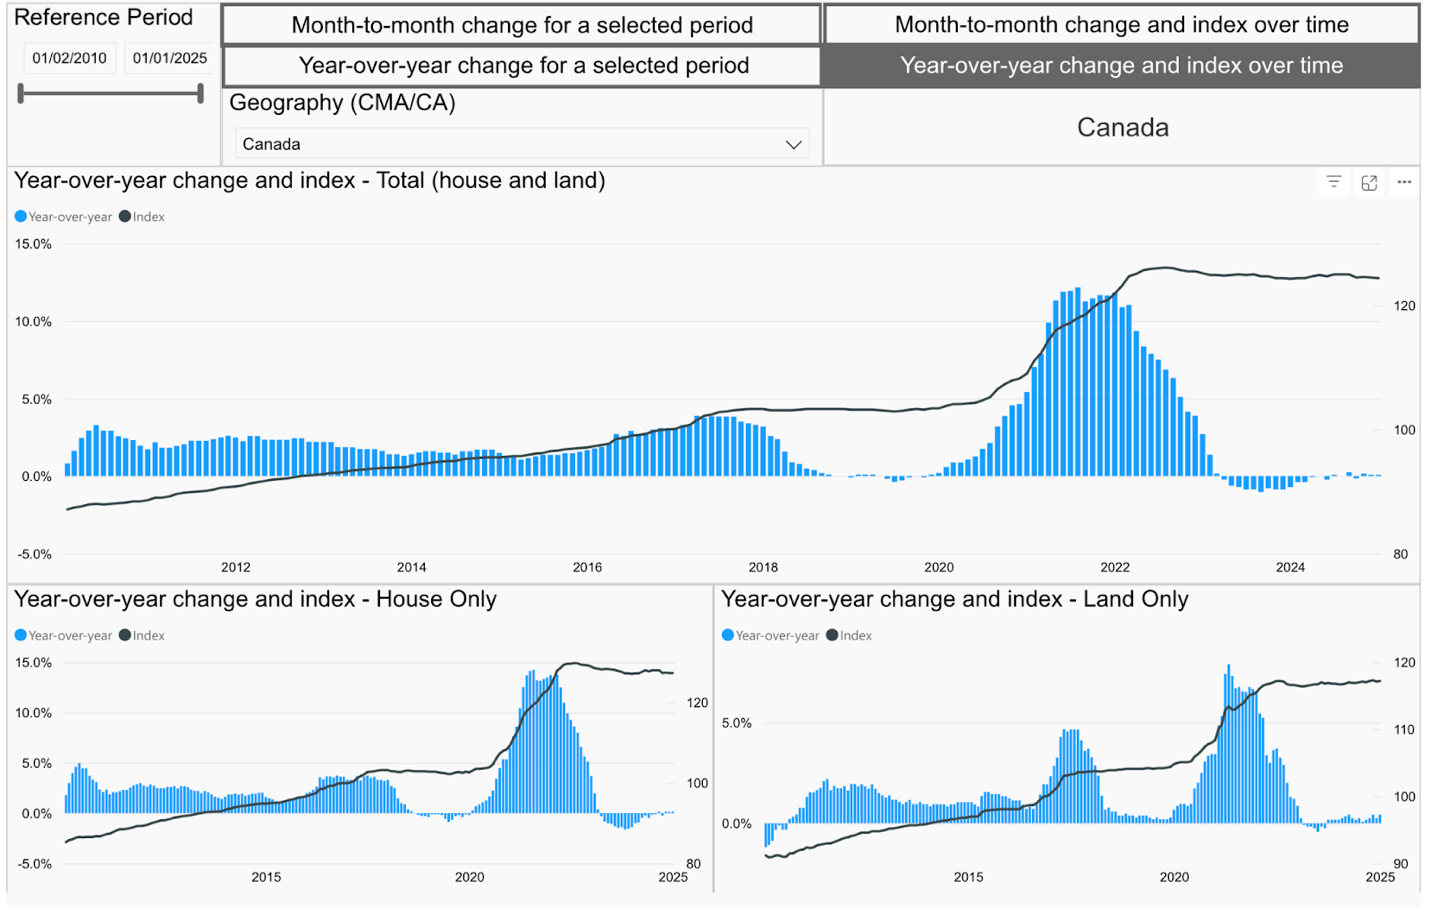 Reference Period
01/02/2010 01/01/2025
Month-to-month change for a selected period
Month-to-month change and index over time
Year-over-year change for a selected period
Year-over-year change and index over time
Geography (CMA/CA)
Canada
Canada
Year-over-year change and index - Total (house and land)
Year-over-year Index
15.0%
10.0%
5.0%
0.0%
-5.0%
120
100
80
2012 2014 2016 2018 2020 2022 2024
Year-over-year change and index - House Only
Year-over-year Index
15.0%
10.0%
5.0%
0.0%
-5.0%
120
100
80
2015 2020 2025
Year-over-year change and index - Land Only
Year-over-year Index
5.0%
0.0%
120
110
100
90
2015 2020 2025